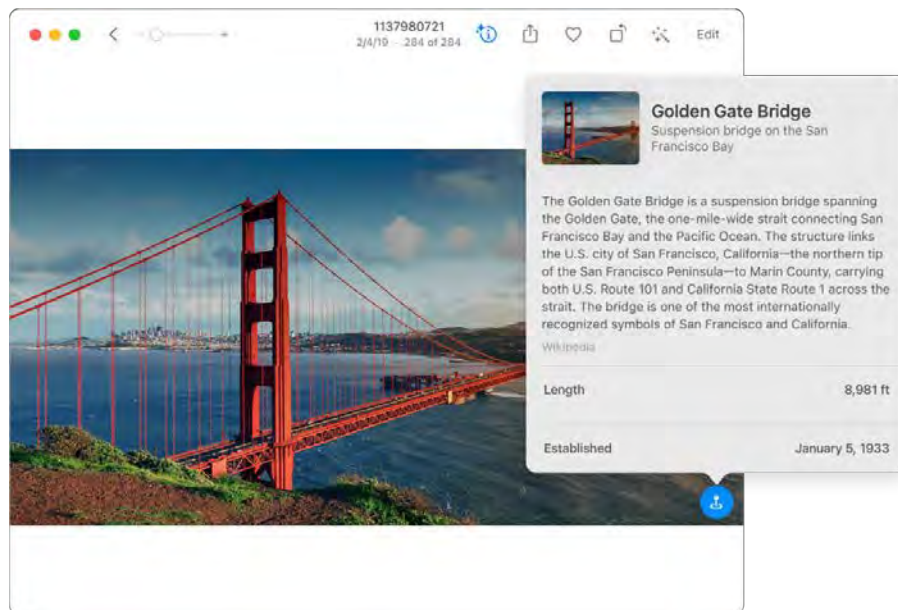 1137980721
2/4/19 - 284 of 284
Edit
Golden Gate Bridge
Suspension bridge on the San
Francisco Bay
The Golden Gate Bridge is a suspension bridge spanning
the Golden Gate, the one-mile-wide strait connecting San
Francisco Bay and the Pacific Ocean. The structure links
the U.S. city of San Francisco, California—the northern tip
of the San Francisco Peninsula—to Marin County, carrying
both U.S. Route 101 and California State Route 1 across the
strait. The bridge is one of the most internationally
recognized symbols of San Francisco and California.
Wikipedia
Length 8,981 ft
Established January 5, 1933